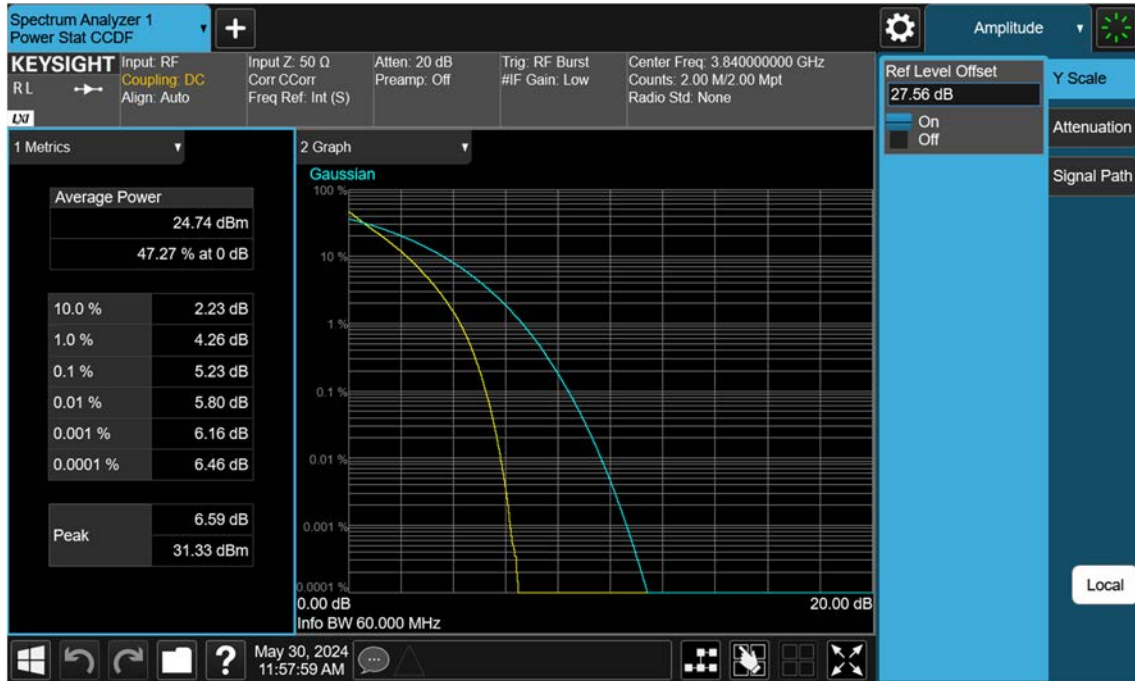 Spectrum Analyzer 1
Power Stat CCDF
+
Amplitude
KEYSIGHT
R L
LXI
Input: RF
Coupling: DC
Align: Auto
Input Z: 50 Ω
Corr CCorr
Freq Ref: Int (S)
Atten: 20 dB
Preamp: Off
Trig: RF Burst
#IF Gain: Low
Center Freq: 3.840000000 GHz
Counts: 2.00 M/2.00 Mpt
Radio Std: None
Ref Level Offset
27.56 dB
On
Off
Y Scale
Attenuation
Signal Path
1 Metrics
Average Power
24.74 dBm
47.27 % at 0 dB
10.0 % 2.23 dB
1.0 % 4.26 dB
0.1 % 5.23 dB
0.01 % 5.80 dB
0.001 % 6.16 dB
0.0001 % 6.46 dB
Peak
6.59 dB
31.33 dBm
2 Graph
Gaussian
100 %
10 %
1 %
0.1 %
0.01 %
0.001 %
0.0001 %
0.00 dB 20.00 dB
Info BW 60.000 MHz
Local
?
May 30, 2024
11:57:59 AM